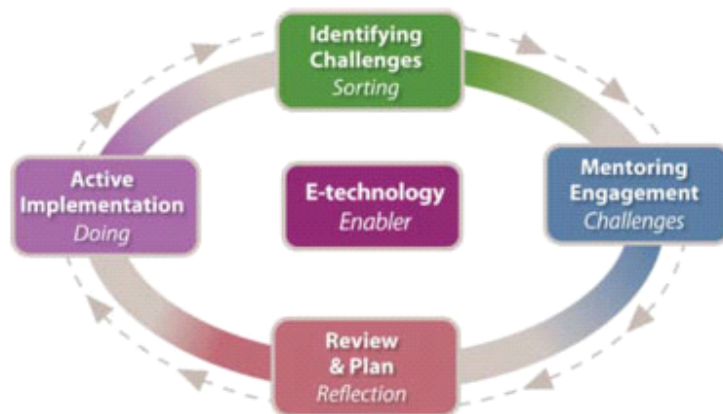 Identifying
Challenges
Sorting
Mentoring
Engagement
Challenges
Active
Implementation
Doing
E-technology
Enabler
Review
& Plan
Reflection